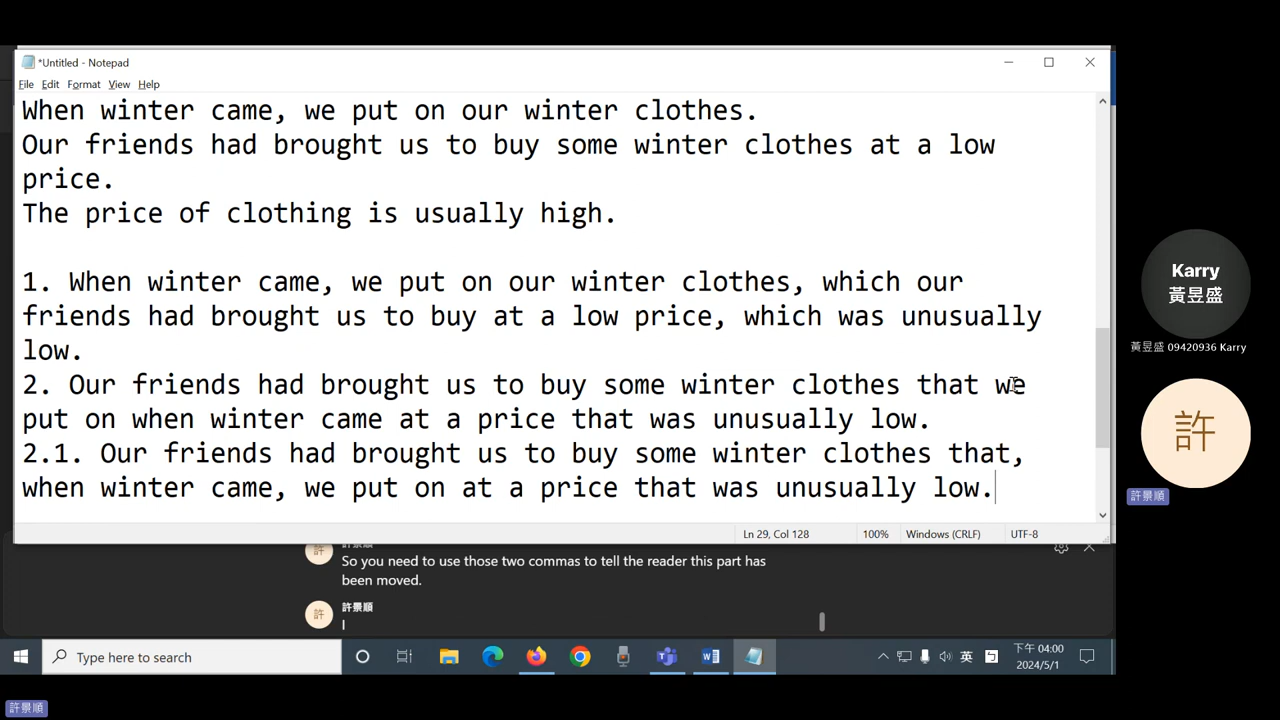 *Untitled - Notepad
File Edit Format View Help
When winter came, we put on our winter clothes.
Our friends had brought us to buy some winter clothes at a low
price.
The price of clothing is usually high.
1. When winter came, we put on our winter clothes, which our
friends had brought us to buy at a low price, which was unusually
low.
2. Our friends had brought us to buy some winter clothes that we
put on when winter came at a price that was unusually low.
2.1. Our friends had brought us to buy some winter clothes that,
when winter came, we put on at a price that was unusually low.
Ln 29, Col 128 100% Windows (CRLF) UTF-8
Karry
黃昱盛
黃昱盛 09420936 Karry
許
許景順
許 許景順
So you need to use those two commas to tell the reader this part has
been moved.
許 許景順
I
Type here to search
英
下午 04:00
2024/5/1
許景順